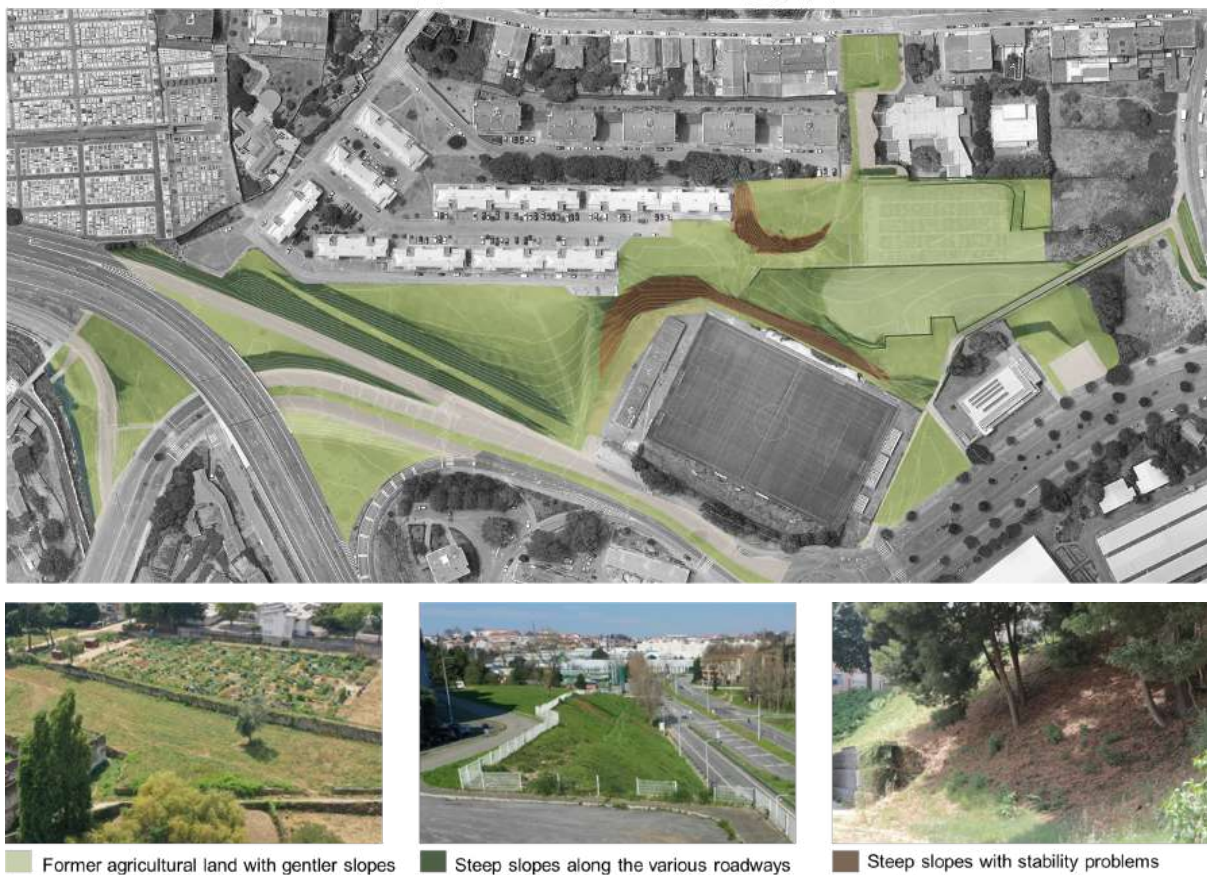 Former agricultural land with gentler slopes
Steep slopes along the various roadways
Steep slopes with stability problems